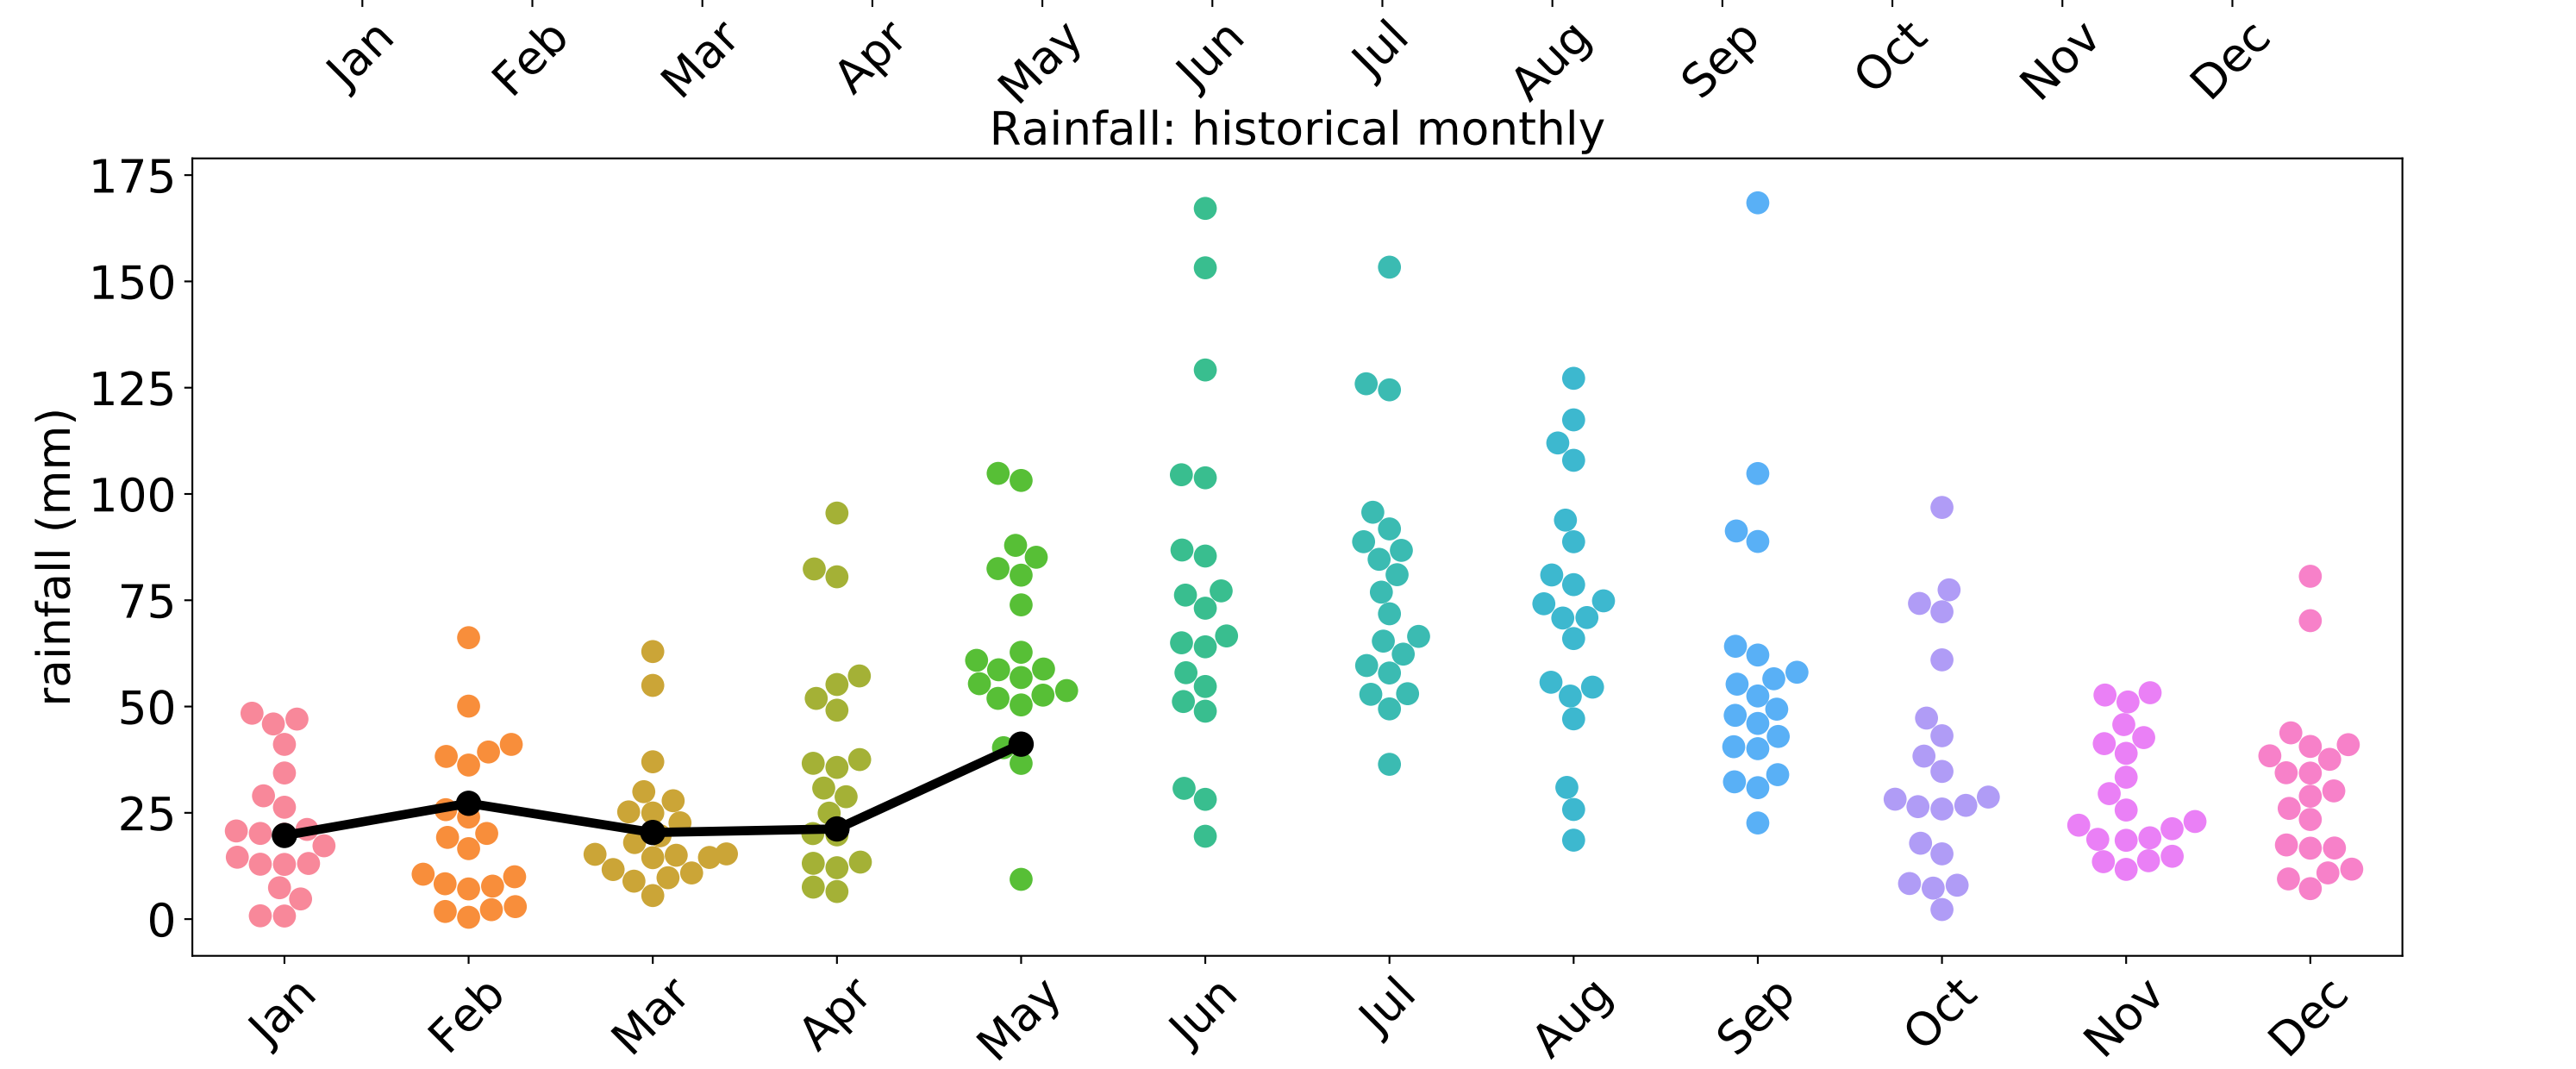 Jan Feb Mar Apr May Jun Jul Aug Sep Oct Nov Dec
Rainfall: historical monthly
175
150
125
100
75
50
25
0
rainfall (mm)
Jan Feb Mar Apr May Jun Jul Aug Sep Oct Nov Dec